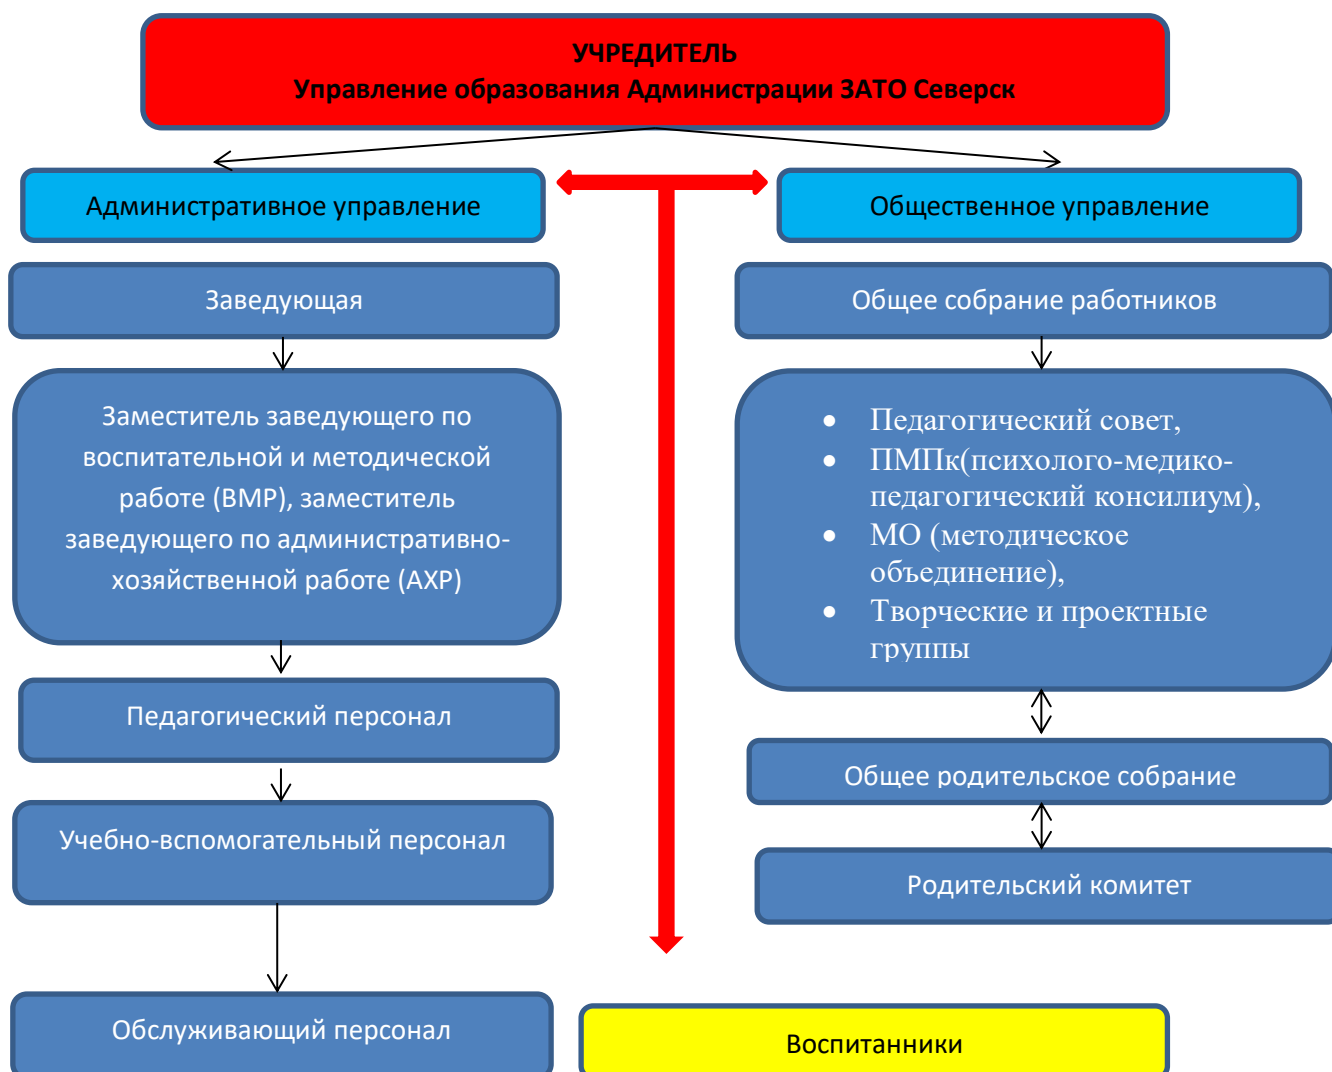 УЧРЕДИТЕЛЬ
Управление образования Администрации ЗАТО Северск
Административное управление
Заведующая
Заместитель заведующего по
воспитательной и методической
работе (ВМР), заместитель
заведующего по административно-
хозяйственной работе (АХР)
Педагогический персонал
Учебно-вспомогательный персонал
Обслуживающий персонал
Общественное управление
Общее собрание работников
• Педагогический совет,
• ПМПк(психолого-медико-
педагогический консилиум),
• МО (методическое
объединение),
• Творческие и проектные
группы
Общее родительское собрание
Родительский комитет
Воспитанники